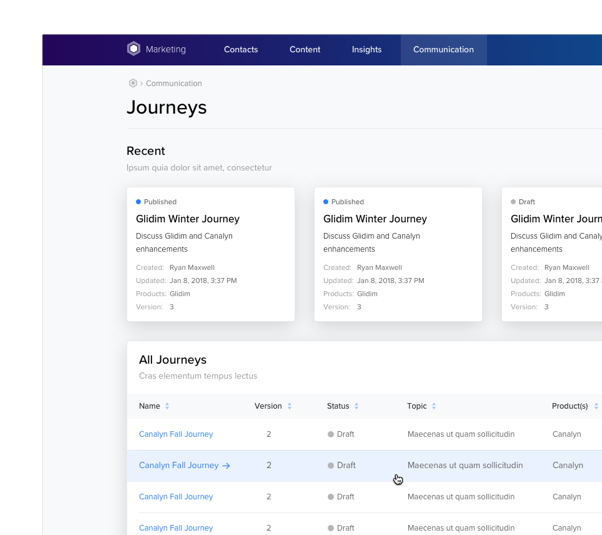 Marketing Contacts Content Insights Communication
Communication
Journeys
Recent
Ipsum quia dolor sit amet, consectetur
Published
Glidim Winter Journey
Discuss Glidim and Canalyn
enhancements
Created: Ryan Maxwell
Updated: Jan 8, 2018, 3:37 PM
Products: Glidim
Version: 3
Published
Glidim Winter Journey
Discuss Glidim and Canalyn
enhancements
Created: Ryan Maxwell
Updated: Jan 8, 2018, 3:37 PM
Products: Glidim
Version: 3
Draft
Glidim Winter Journ
Discuss Glidim and Canaly
enhancements
Created: Ryan Maxwell
Updated: Jan 8, 2018, 3:37
Products: Glidim
Version: 3
All Journeys
Cras elementum tempus lectus
Name Version Status Topic Product(s)
Canalyn Fall Journey 2 Draft Maecenas ut quam sollicitudin Canalyn
Canalyn Fall Journey → 2 Draft Maecenas ut quam sollicitudin Canalyn
Canalyn Fall Journey 2 Draft Maecenas ut quam sollicitudin Canalyn
Canalyn Fall Journey 2 Draft Maecenas ut quam sollicitudin Canalyn